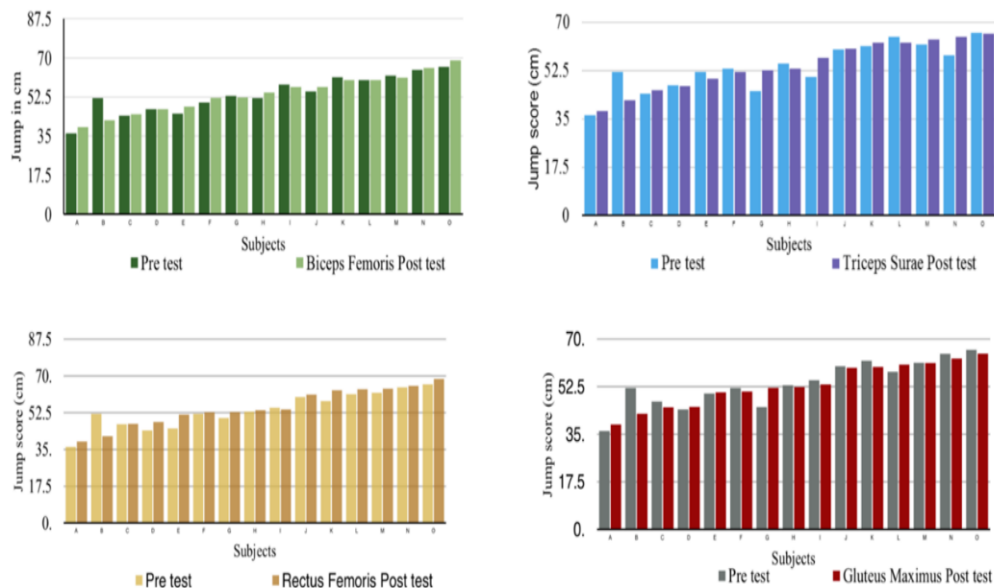 87.5
70
52.5
35
17.5
0
Jump in cm
A B C D E F G H I J K L M N O
Subjects
Pre test Biceps Femoris Post test
70
52.5
35
17.5
0
Jump score (cm)
A B C D E F G H I J K L M N O
Subjects
Pre test Triceps Surae Post test
87.5
70.
52.5
35.
17.5
0.
Jump score (cm)
A B C D E F G H I J K L M N O
Subjects
Pre test Rectus Femoris Post test
70.
52.5
35.
17.5
0.
Jump score (cm)
A B C D E F G H I J K L M N O
Subjects
Pre test Gluteus Maximus Post test